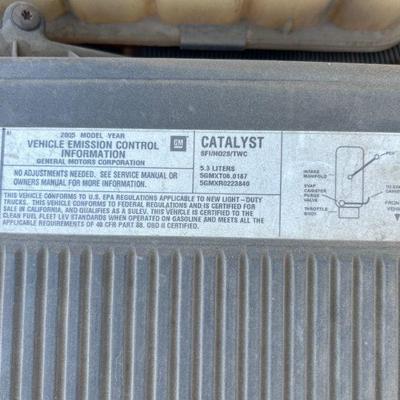 2005 MODEL YEAR
VEHICLE EMISSION CONTROL
INFORMATION
GENERAL MOTORS CORPORATION
GM
CATALYST
SFI/HO2S/TWC
NO ADJUSTMENTS NEEDED. SEE SERVICE MANUAL OR
OWNERS MANUAL FOR MORE INFORMATION.
5.3 LITERS
5GMXT06.0187
5GMXR0223840
THIS VEHICLE CONFORMS TO U.S. EPA REGULATIONS APPLICABLE TO NEW LIGHT-DUTY
TRUCKS. THIS VEHICLE CONFORMS TO FEDERAL REGULATIONS AND IS CERTIFIED FOR
SALE IN CALIFORNIA, AND QUALIFIES AS A SULEV, THIS VEHICLE IS CERTIFIED TO
CLEAN FUEL FLEET LEV STANDARDS WHEN OPERATED ON GASOLINE AND MEETS ALL THE
APPLICABLE REQUIREMENTS OF 40 CFR PART 88. OBD II CERTIFIED.
INTAKE
MANIFOLD
EVAP
CANISTER
PURGE
VALVE
THROTTLE
BODY
TO
FRONT